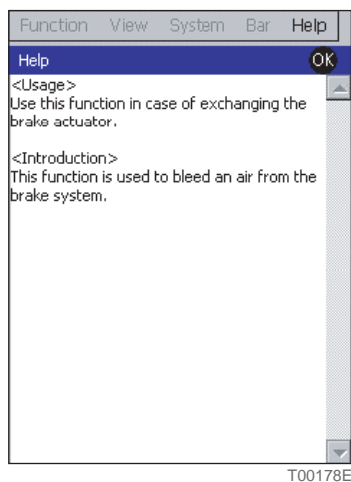 Function View System Bar Help
Help OK
<Usage>
Use this function in case of exchanging the
brake actuator.
<Introduction>
This function is used to bleed an air from the
brake system.
T00178E